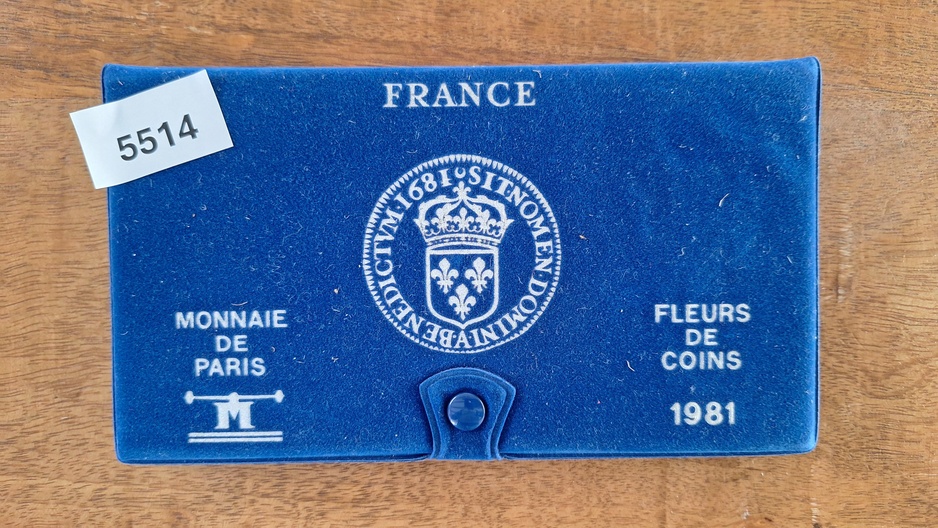 FRANCE
5514
1681 · SIT · NOMEN · DOMINI · BENEDICTVM ·
MONNAIE
DE
PARIS
M
FLEURS
DE
COINS
1981